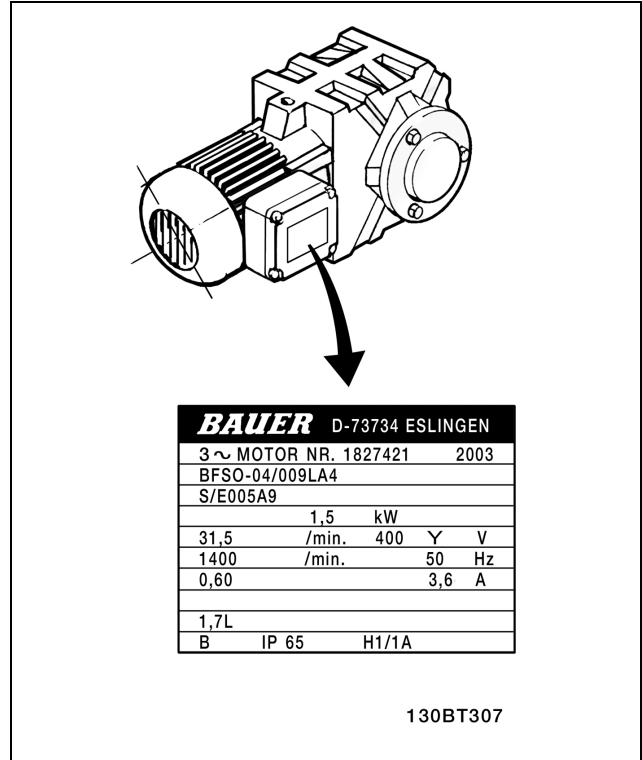 BAUER D-73734 ESLINGEN
3~ MOTOR NR. 1827421 2003
BFSO-04/009LA4
S/E005A9
1,5 kW
31,5 /min. 400 Y V
1400 /min. 50 Hz
0,60 3,6 A
1,7L
B IP 65 H1/1A
130BT307